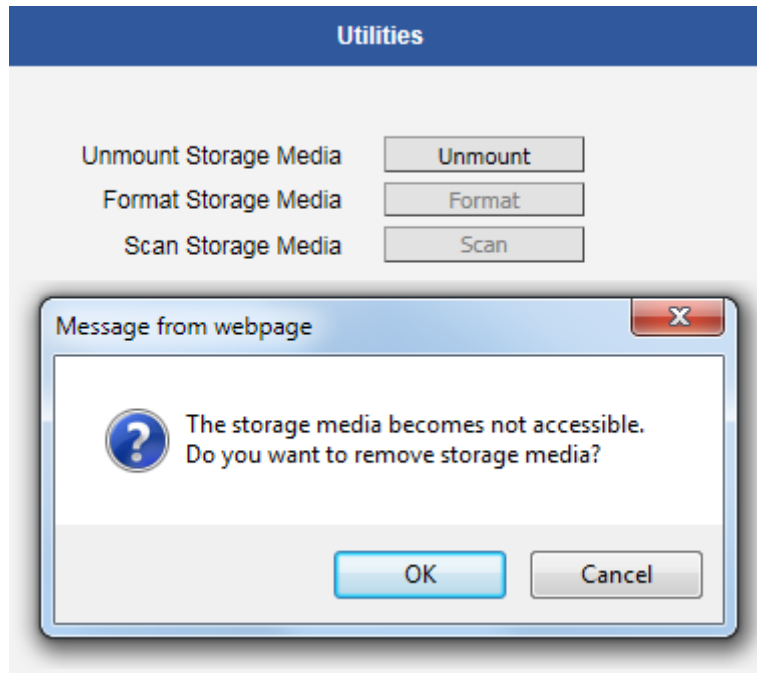 Utilities
Unmount Storage Media Unmount
Format Storage Media Format
Scan Storage Media Scan
Message from webpage
The storage media becomes not accessible.
Do you want to remove storage media?
OK Cancel